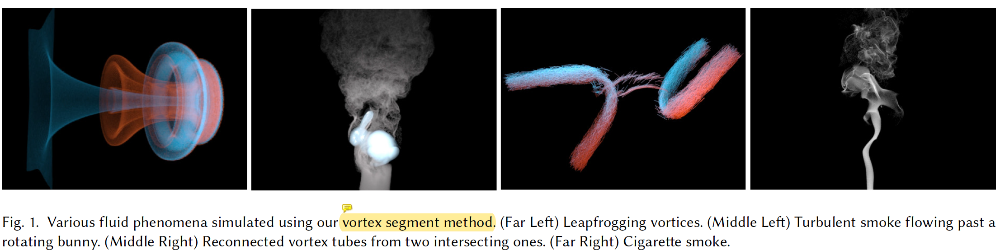 Fig. 1. Various fluid phenomena simulated using our vortex segment method. (Far Left) Leapfrogging vortices. (Middle Left) Turbulent smoke flowing past a
rotating bunny. (Middle Right) Reconnected vortex tubes from two intersecting ones. (Far Right) Cigarette smoke.